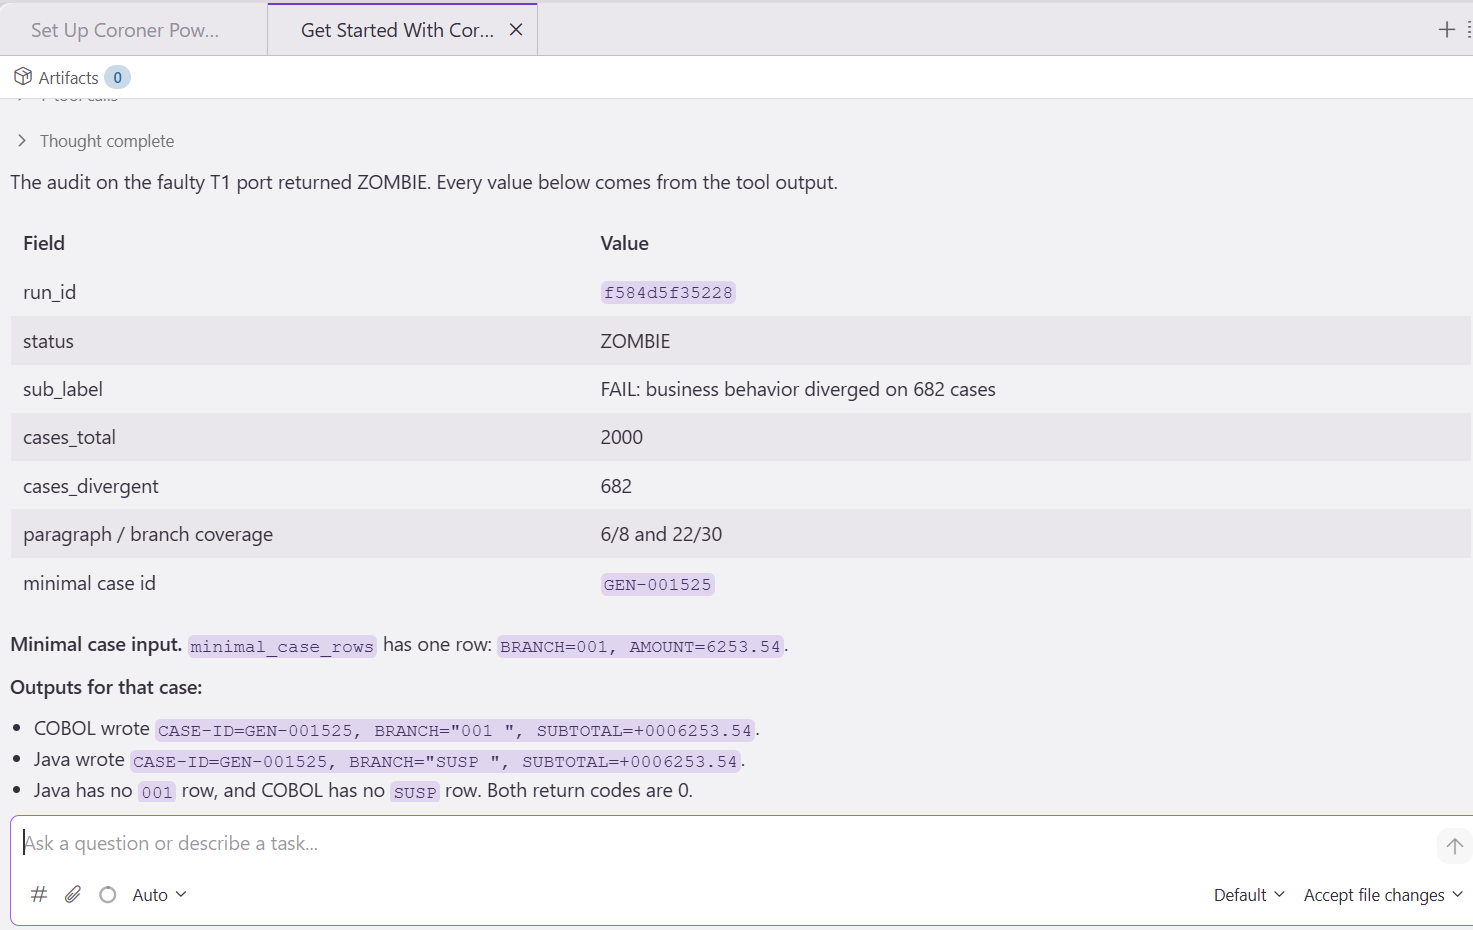 Set Up Coroner Pow...
Get Started With Cor...
Artifacts 0
tool calls
Thought complete
The audit on the faulty T1 port returned ZOMBIE. Every value below comes from the tool output.
Field Value
run_id f584d5f35228
status ZOMBIE
sub_label FAIL: business behavior diverged on 682 cases
cases_total 2000
cases_divergent 682
paragraph / branch coverage 6/8 and 22/30
minimal case id GEN-001525
Minimal case input. minimal_case_rows has one row: BRANCH=001, AMOUNT=6253.54.
Outputs for that case:
• COBOL wrote CASE-ID=GEN-001525, BRANCH="001 ", SUBTOTAL=+0006253.54.
• Java wrote CASE-ID=GEN-001525, BRANCH="SUSP ", SUBTOTAL=+0006253.54.
• Java has no 001 row, and COBOL has no SUSP row. Both return codes are 0.
Ask a question or describe a task...
# Auto Default Accept file changes